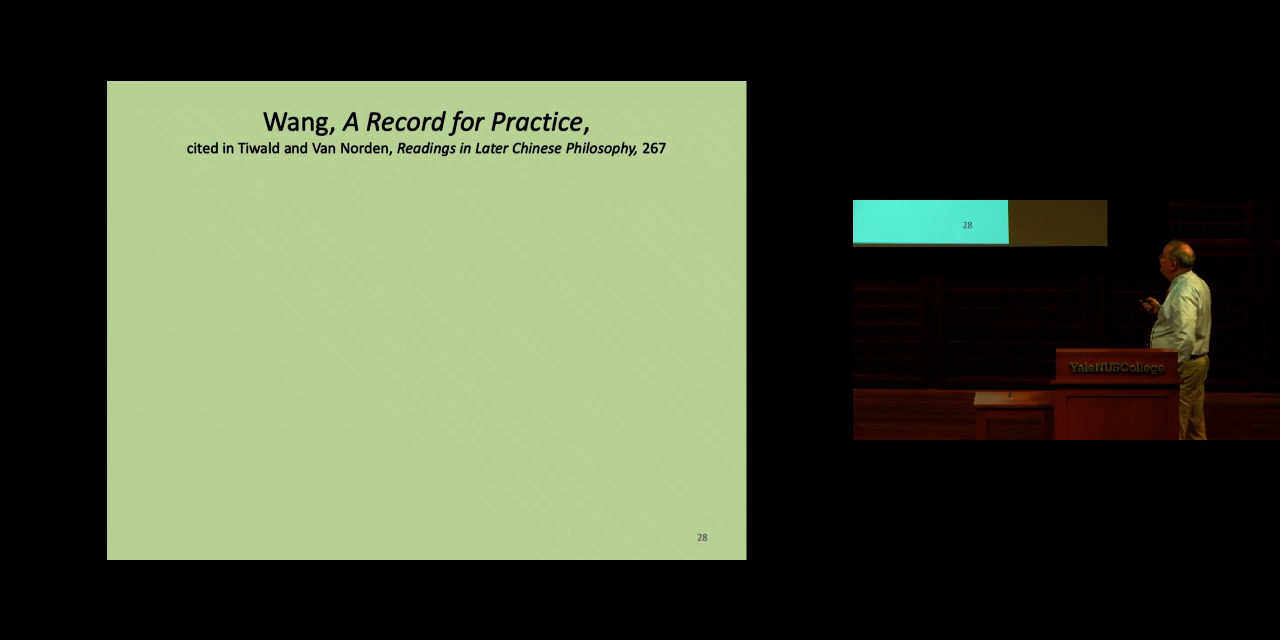 Wang, A Record for Practice,
cited in Tiwald and Van Norden, Readings in Later Chinese Philosophy, 267
28
28
YaleNUSCollege